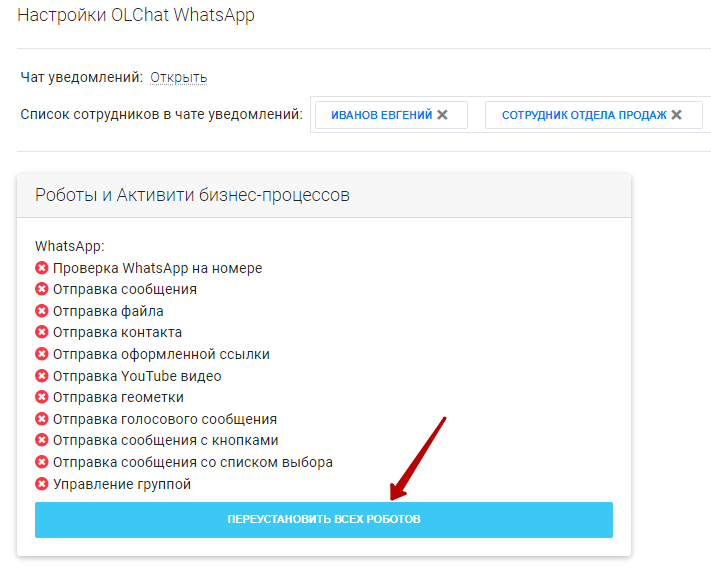 Настройки OLChat WhatsApp
Чат уведомлений: Открыть
Список сотрудников в чате уведомлений: ИВАНОВ ЕВГЕНИЙ СОТРУДНИК ОТДЕЛА ПРОДАЖ
Роботы и Активити бизнес-процессов
WhatsApp:
Проверка WhatsApp на номере
Отправка сообщения
Отправка файла
Отправка контакта
Отправка оформленной ссылки
Отправка YouTube видео
Отправка геометки
Отправка голосового сообщения
Отправка сообщения с кнопками
Отправка сообщения со списком выбора
Управление группой
ПЕРЕУСТАНОВИТЬ ВСЕХ РОБОТОВ